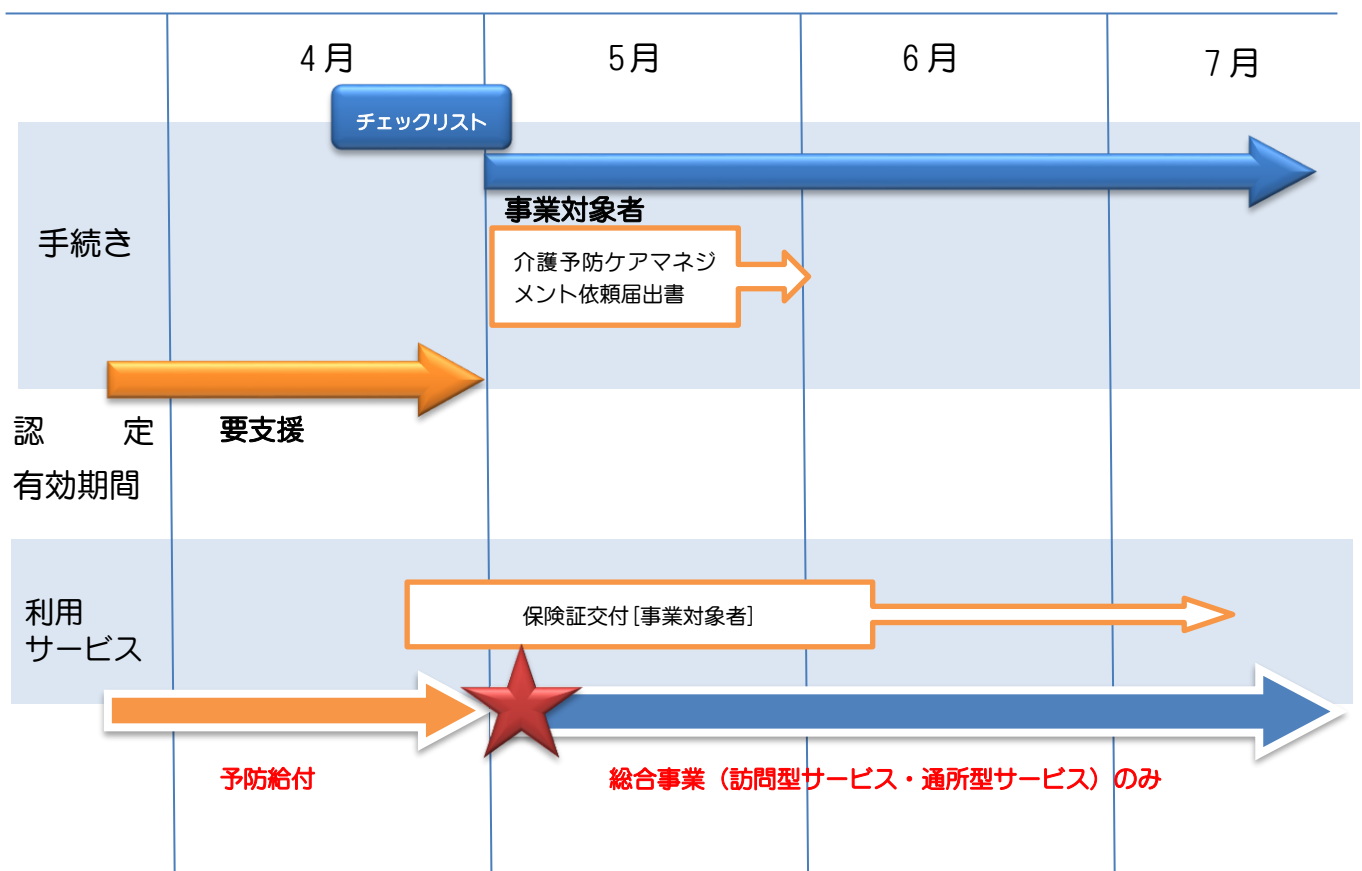 4月
5月
6月
7月
チェックリスト
事業対象者
手続き
介護予防ケアマネジ
メント依頼届出書
認　　定
要支援
有効期間
保険証交付[事業対象者]
利用
サービス
予防給付
総合事業（訪問型サービス・通所型サービス）のみ